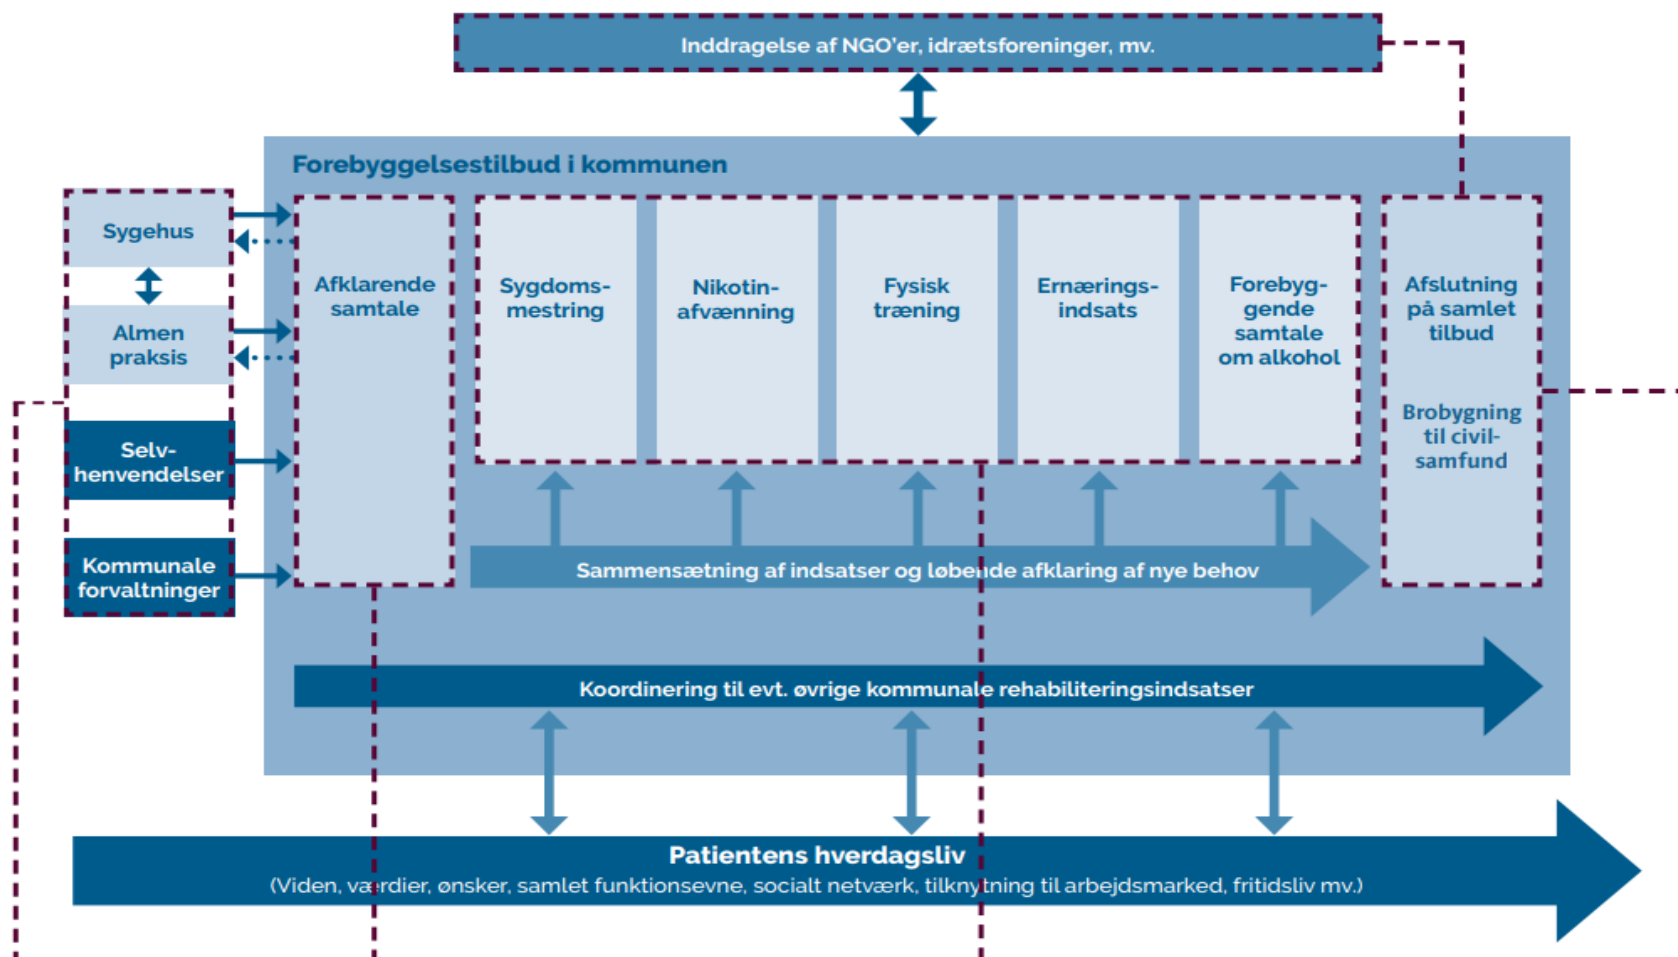 Inddragelse af NGO'er, idrætsforeninger, mv.
Forebyggelsestilbud i kommunen
Sygehus
Almen
praksis
Selv-
henvendelser
Kommunale
forvaltninger
Afklarende
samtale
Sygdoms-
mestring
Nikotin-
afvænning
Fysisk
træning
Ernærings-
indsats
Forebyg-
gende
samtale
om alkohol
Afslutning
på samlet
tilbud
Brobygning
til civil-
samfund
Sammensætning af indsatser og løbende afklaring af nye behov
Koordinering til evt. øvrige kommunale rehabiliteringsindsatser
Patientens hverdagsliv
(Viden, værdier, ønsker, samlet funktionsevne, socialt netværk, tilknytning til arbejdsmarked, fritidsliv mv.)